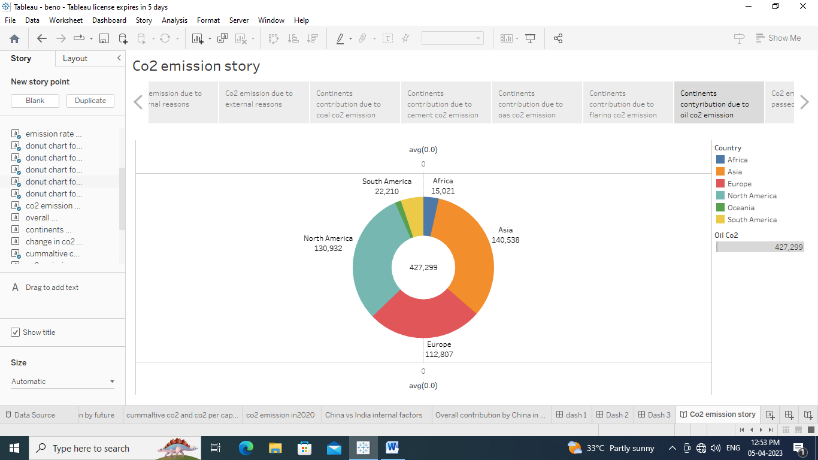 Tableau - beno - Tableau license expires in 5 days
File Data Worksheet Dashboard Story Analysis Format Server Window Help
Show Me
Story Layout
New story point
Blank Duplicate
emission rate ...
donut chart fo...
donut chart fo...
donut chart fo...
donut chart fo...
donut chart fo...
co2 emission ...
overall ...
continents ...
change in co2 ...
cummaltive c...
A Drag to add text
Show title
Size
Automatic
Co2 emission story
emission due to
rnal reasons
Co2 emission due to
external reasons
Continents
contribution due to
coal co2 emission
Continents
contribution due to
cement co2 emission
Continents
contribution due to
gas co2 emission
Continents
contribution due to
flaring co2 emission
Continents
contyribution due to
oil co2 emission
Co2 em
passed
avg(0.0)
0
South America
22,210
Africa
15,021
Asia
140,538
North America
130,932
427,299
Europe
112,807
0
avg(0.0)
Country
Africa
Asia
Europe
North America
Oceania
South America
Oil Co2
427,299
Data Source n by future cummaltive co2 and co2 per cap... co2 emission in2020 China vs India internal factors Overall contribution by China in ... dash 1 Dash 2 Dash 3 Co2 emission story
Type here to search
33°C Partly sunny
ENG
12:53 PM
05-04-2023
1